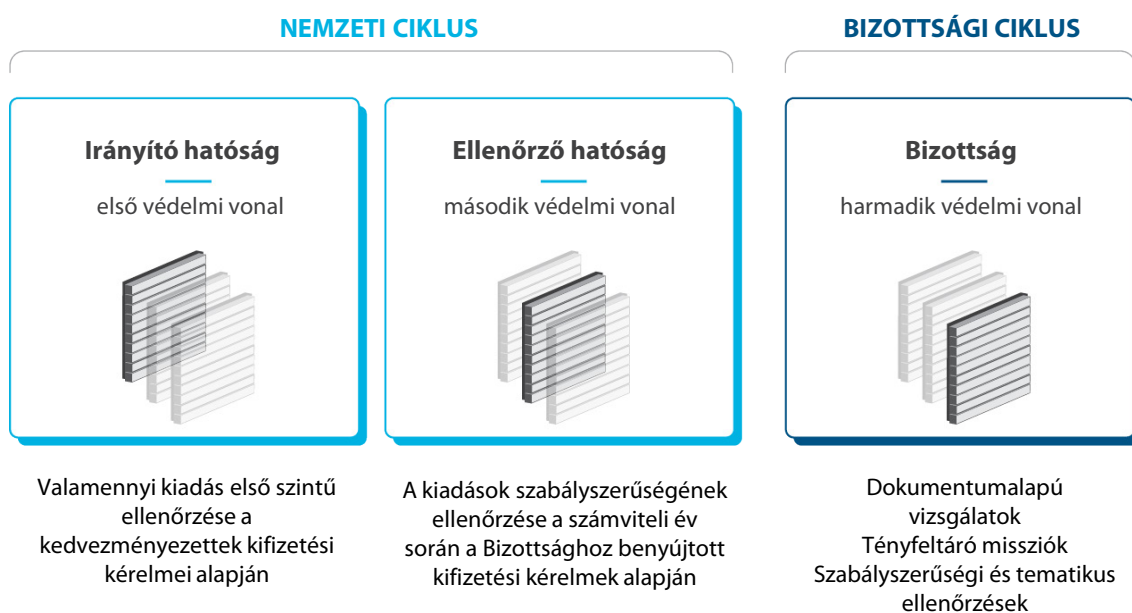 NEMZETI CIKLUS
BIZOTTSÁGI CIKLUS
Irányító hatóság
első védelmi vonal
Ellenőrző hatóság
második védelmi vonal
Bizottság
harmadik védelmi vonal
Valamennyi kiadás első szintű
ellenőrzése a
kedvezményezettek kifizetési
kérelmei alapján
A kiadások szabályszerűségének
ellenőrzése a számviteli év
során a Bizottsághoz benyújtott
kifizetési kérelmek alapján
Dokumentumalapú
vizsgálatok
Tényfeltáró missziók
Szabályszerűségi és tematikus
ellenőrzések